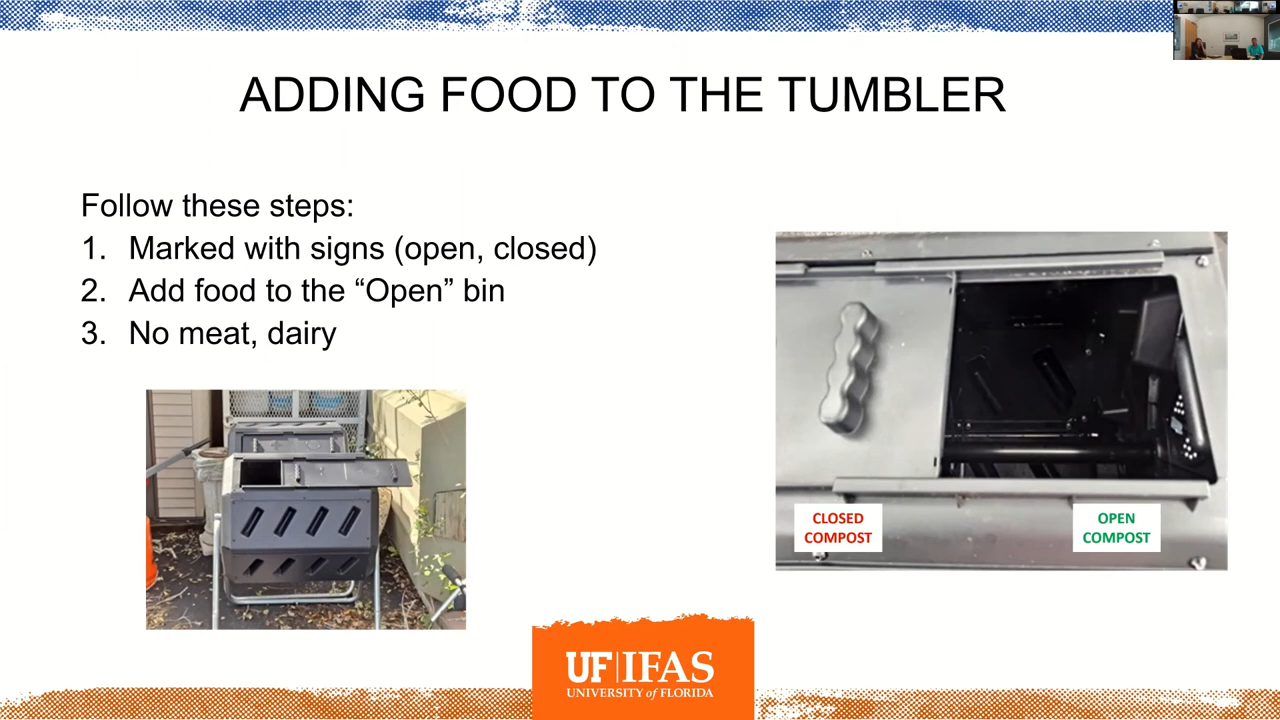 ADDING FOOD TO THE TUMBLER
Follow these steps:
1. Marked with signs (open, closed)
2. Add food to the “Open” bin
3. No meat, dairy
CLOSED
COMPOST
OPEN
COMPOST
UF|IFAS
UNIVERSITY of FLORIDA